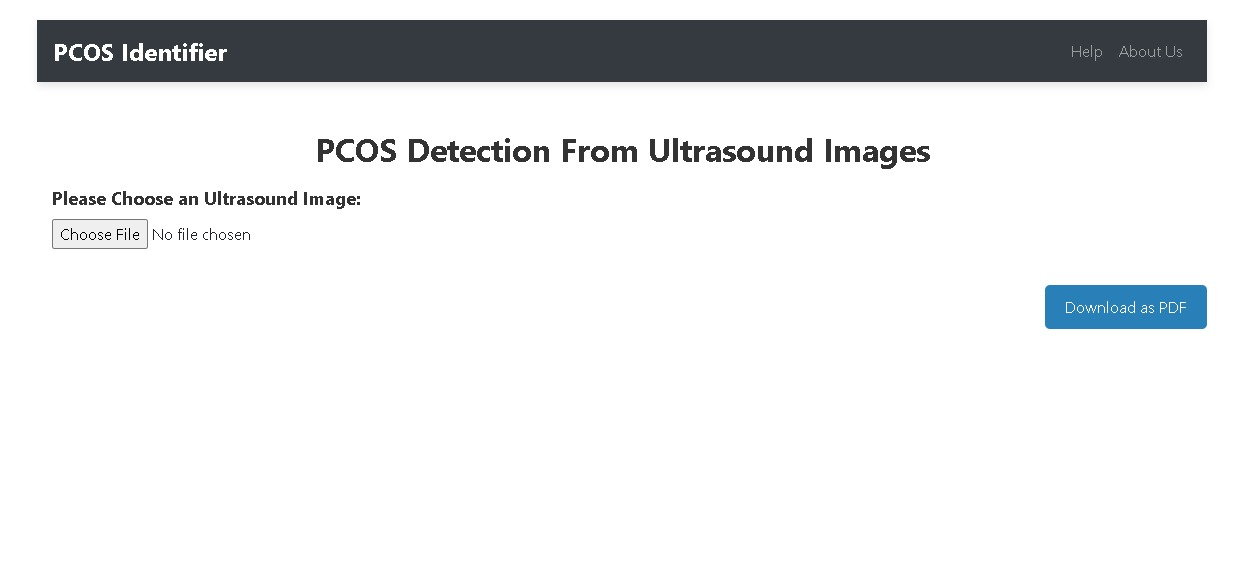 PCOS Identifier
Help About Us
PCOS Detection From Ultrasound Images
Please Choose an Ultrasound Image:
Choose File No file chosen
Download as PDF